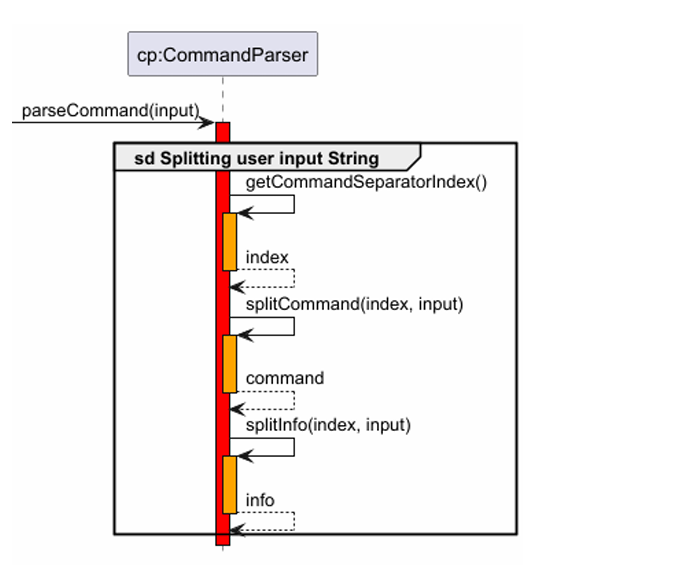 cp:CommandParser
parseCommand(input)
sd Splitting user input String
getCommandSeparatorIndex()
index
splitCommand(index, input)
command
splitInfo(index, input)
info